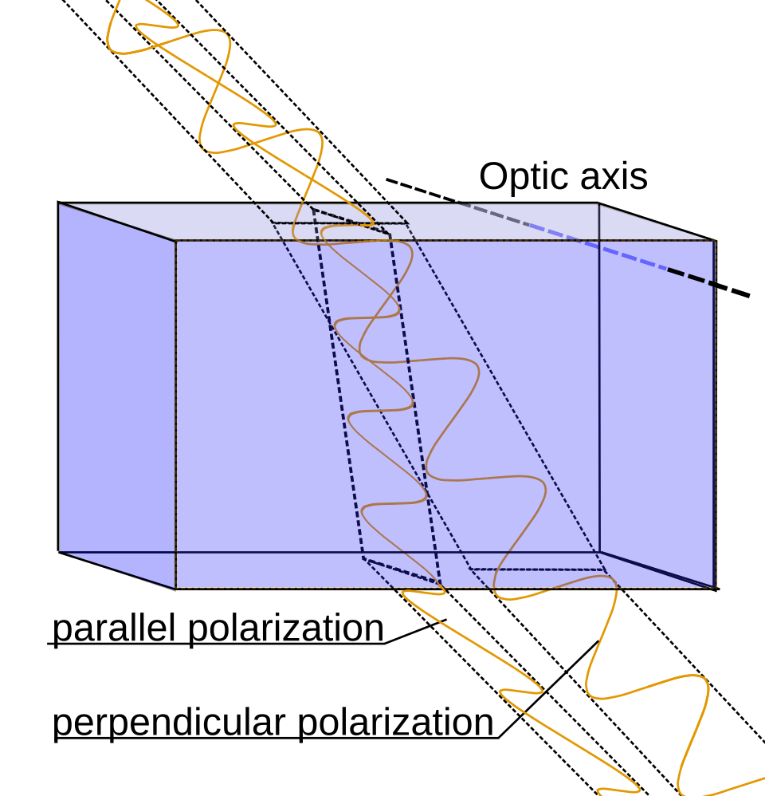 Optic axis
parallel polarization
perpendicular polarization